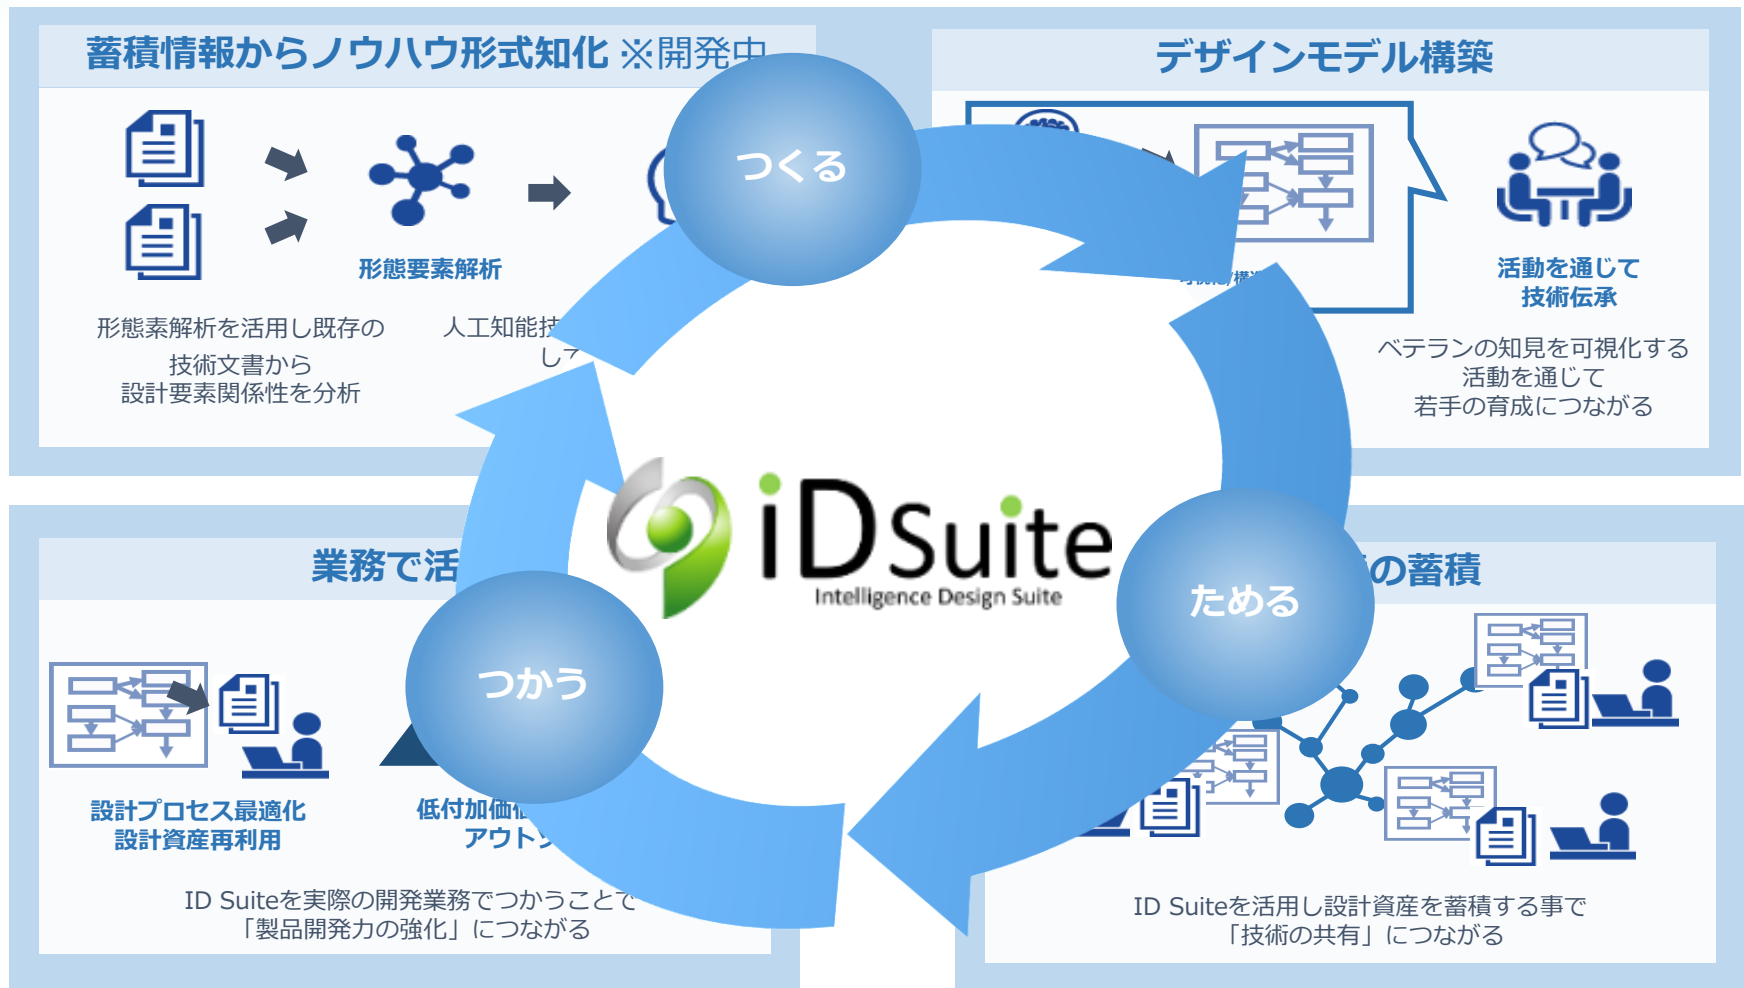 蓄積情報からノウハウ形式知化 ※開発中
形態要素解析
形態素解析を活用し既存の
技術文書から
設計要素関係性を分析
人工知能技
して
つくる
デザインモデル構築
活動を通じて
技術伝承
ベテランの知見を可視化する
活動を通じて
若手の育成につながる
iD Suite
Intelligence Design Suite
業務で活
つかう
設計プロセス最適化
設計資産再利用
低付加価値
アウトソ
ID Suiteを実際の開発業務でつかうことで
「製品開発力の強化」につながる
ためる
の蓄積
ID Suiteを活用し設計資産を蓄積する事で
「技術の共有」につながる